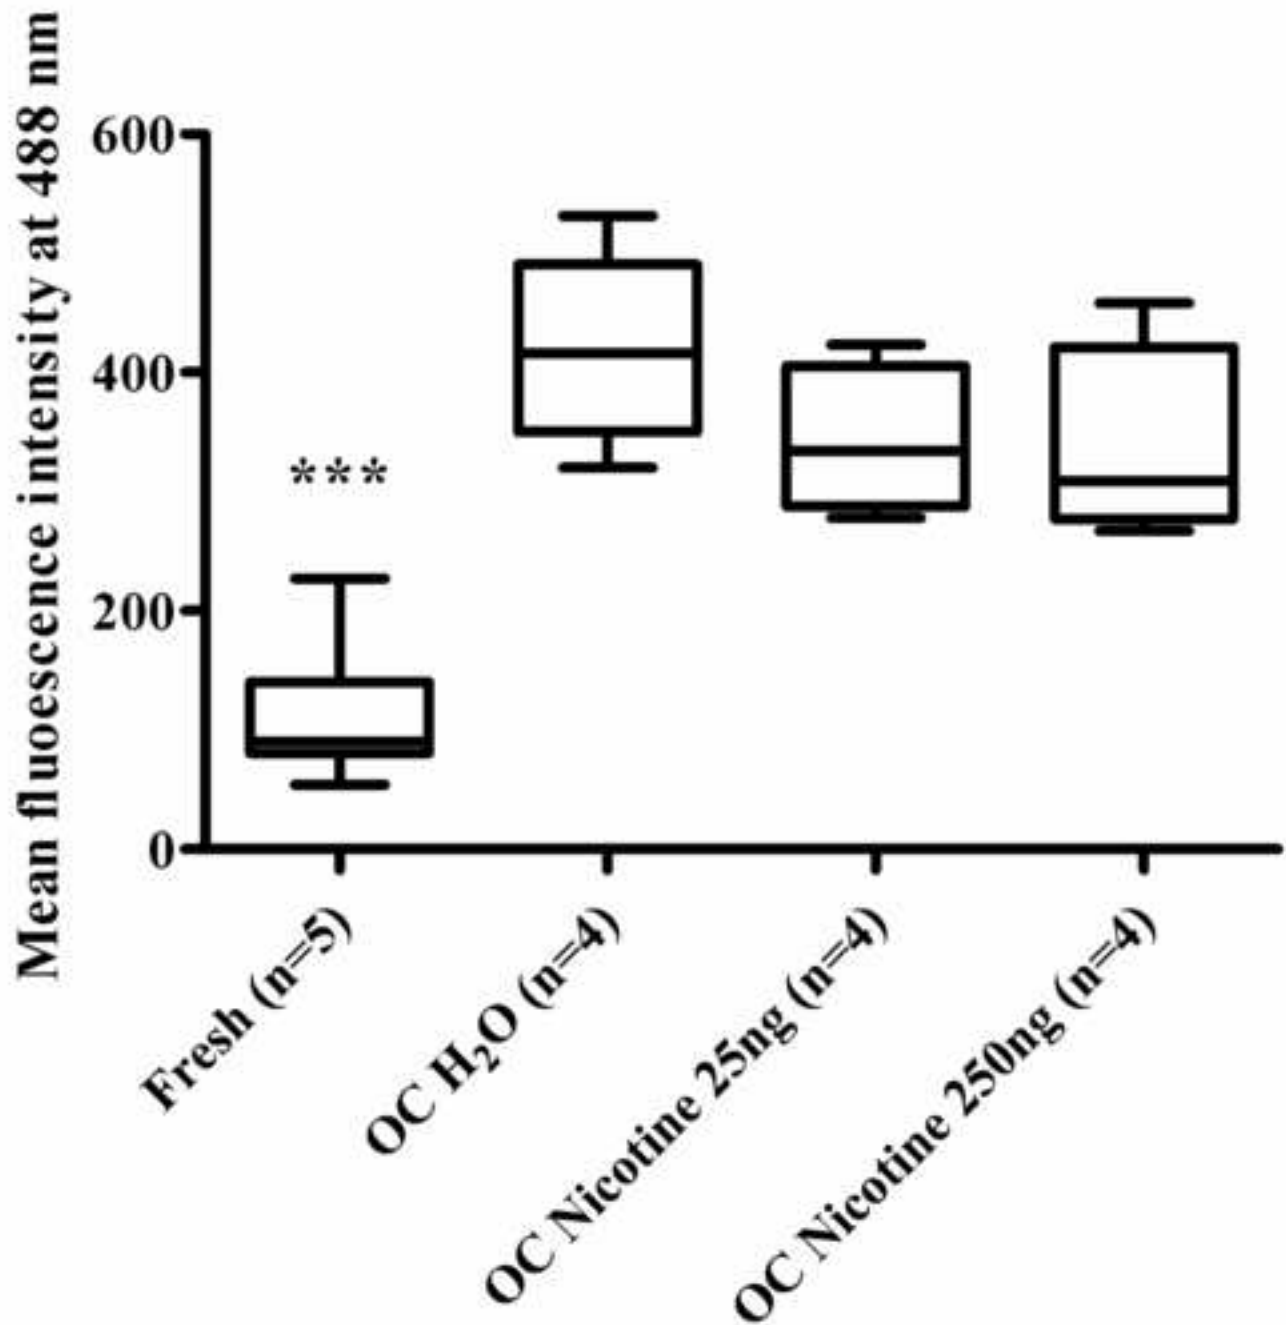 Mean fluoescence intensity at 488 nm
600
400
200
0
***
Fresh (n=5)
OC H₂O (n=4)
OC Nicotine 25ng (n=4)
OC Nicotine 250ng (n=4)